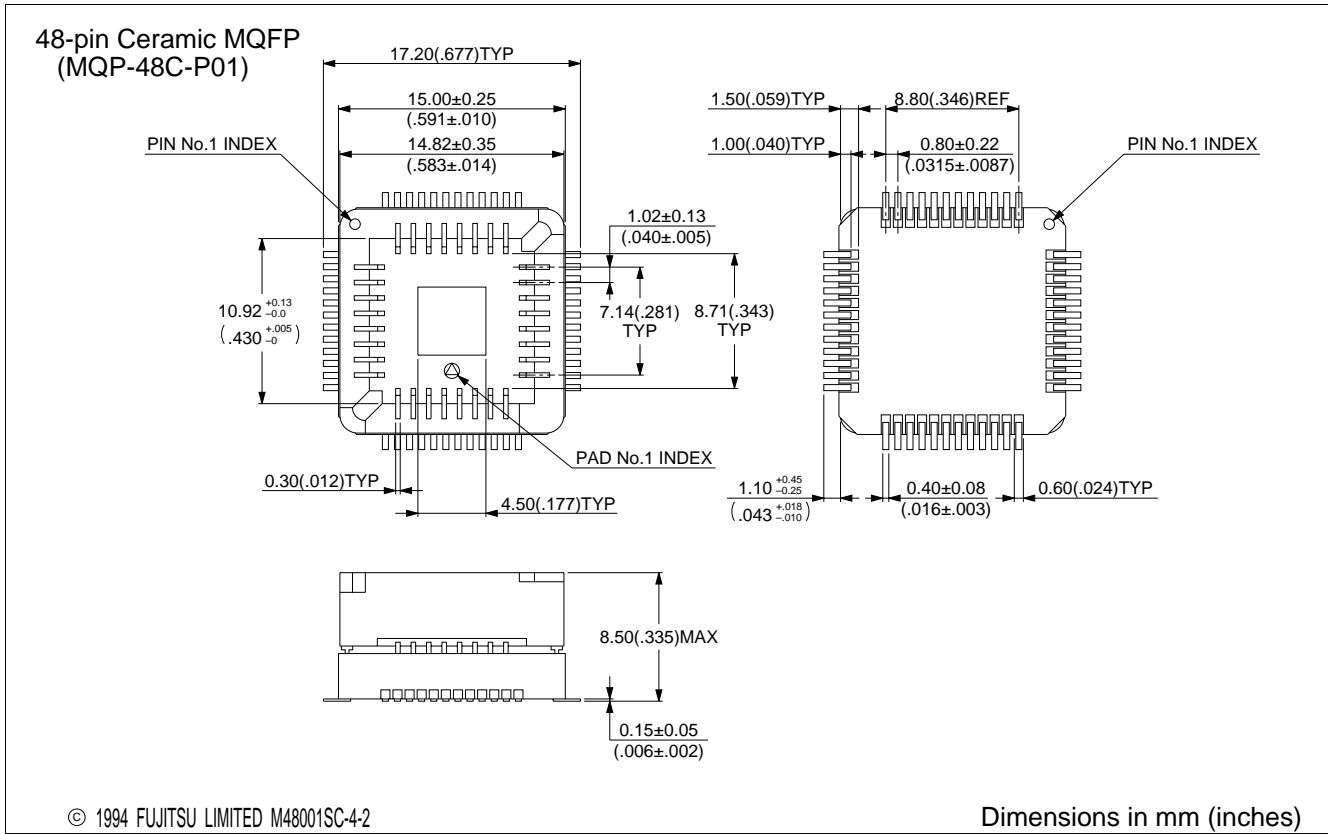 48-pin Ceramic MQFP
(MQP-48C-P01)
17.20(.677)TYP
15.00±0.25
(.591±.010)
14.82±0.35
(.583±.014)
PIN No.1 INDEX
1.02±0.13
(.040±.005)
10.92 +0.13 –0.0
(.430 +.005 –0)
7.14(.281)
TYP
8.71(.343)
TYP
PAD No.1 INDEX
0.30(.012)TYP
4.50(.177)TYP
1.50(.059)TYP
8.80(.346)REF
1.00(.040)TYP
0.80±0.22
(.0315±.0087)
PIN No.1 INDEX
1.10 +0.45 –0.25
(.043 +.018 –.010)
0.40±0.08
(.016±.003)
0.60(.024)TYP
8.50(.335)MAX
0.15±0.05
(.006±.002)
© 1994 FUJITSU LIMITED M48001SC-4-2
Dimensions in mm (inches)